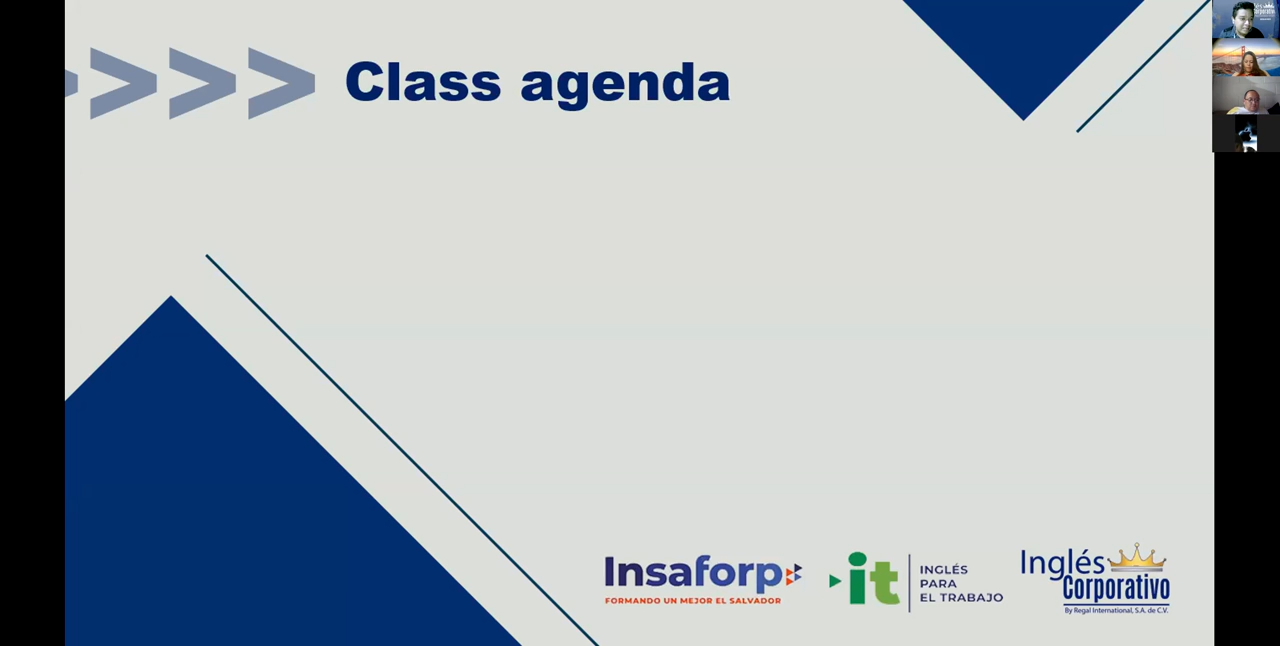 >>>> Class agenda
Insaforp
FORMANDO UN MEJOR EL SALVADOR
it
INGLÉS
PARA
EL TRABAJO
Inglés
Corporativo
By Regal International, S.A. de C.V.